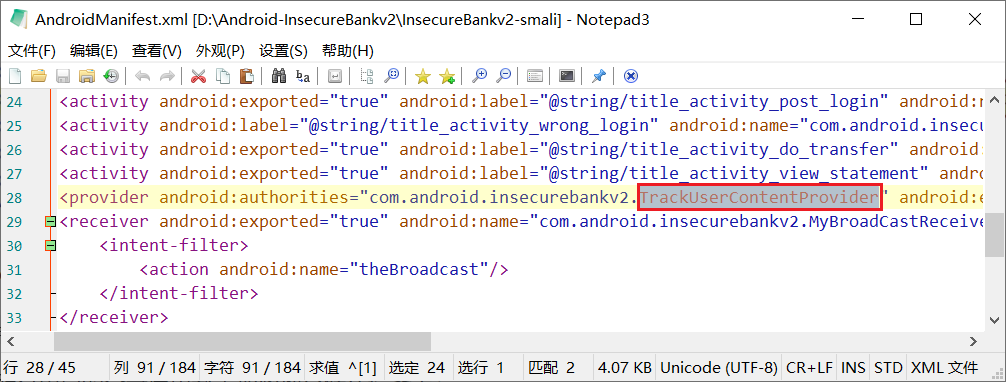 AndroidManifest.xml [D:\Android-InsecureBankv2\InsecureBankv2-smali] - Notepad3
文件(F) 编辑(E) 查看(V) 外观(P) 设置(S) 帮助(H)
24 <activity android:exported="true" android:label="@string/title_activity_post_login" android:n
25 <activity android:label="@string/title_activity_wrong_login" android:name="com.android.insecu
26 <activity android:exported="true" android:label="@string/title_activity_do_transfer" android:
27 <activity android:exported="true" android:label="@string/title_activity_view_statement" andro
28 <provider android:authorities="com.android.insecurebankv2.TrackUserContentProvider" android:e
29 <receiver android:exported="true" android:name="com.android.insecurebankv2.MyBroadCastReceive
30 <intent-filter>
31 <action android:name="theBroadcast"/>
32 </intent-filter>
33 </receiver>
行 28 / 45 列 91 / 184 字符 91 / 184 求值 ^[1] 选定 24 选行 1 匹配 2 4.07 KB Unicode (UTF-8) CR+LF INS STD XML 文件